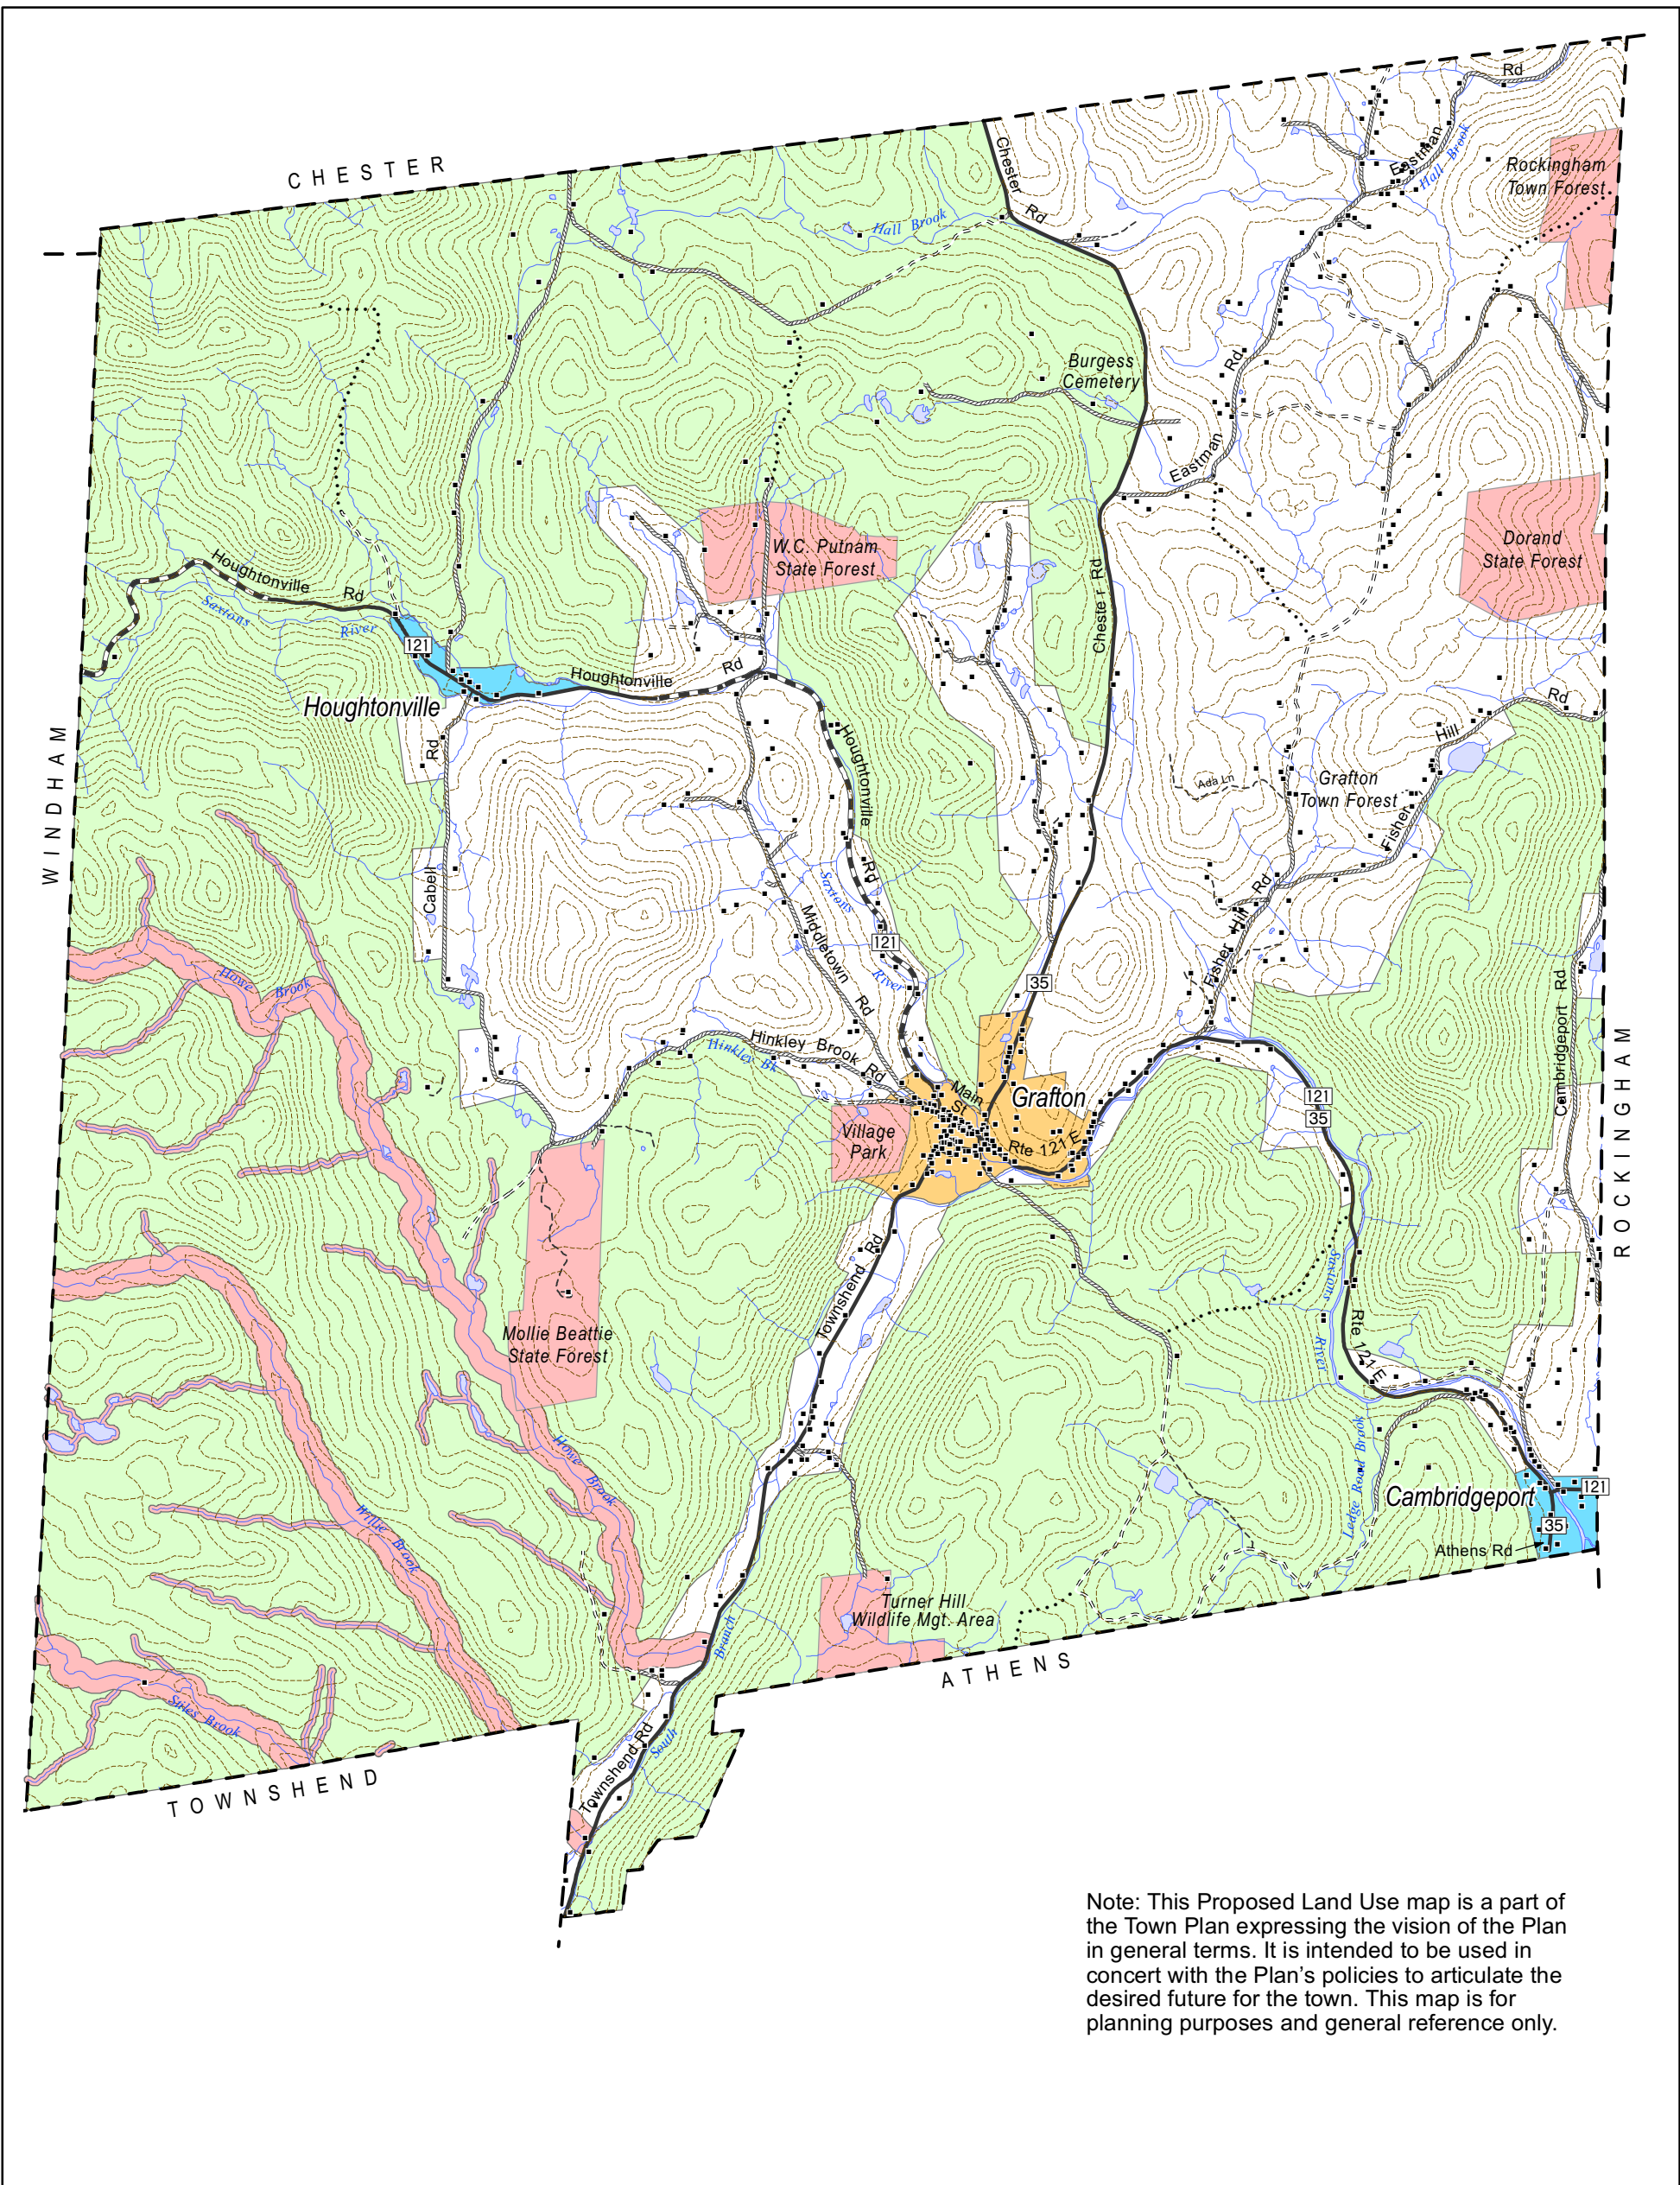 CHESTER
Rd
Chester
Rd
Eastman
Hall Brook
Rockingham
Town Forest
Hall Brook
Burgess
Cemetery
Rd
Eastman
W.C. Putnam
State Forest
Dorand
State Forest
Chester Rd
Houghtonville
Rd
Saxtons
River
121
Houghtonville
Rd
Houghtonville
Rd
Hill
Rd
WINDHAM
Houghtonville
Rd
Ada Ln
Grafton
Town Forest
Fisher
Cabell
Saxtons
River
Middletown
Rd
121
Fisher Hill
Rd
35
Howe
Brook
Cambridgeport Rd
ROCKINGHAM
Hinkley Brook
Rd
Hinkley Bk
Main
St
Grafton
121
35
Village
Park
Rte 121 E
Townshend
Rd
Saxtons
River
Rte 121 E
Mollie Beattie
State Forest
Howe
Brook
Willie
Brook
Ledge Road Brook
Cambridgeport
121
35
Athens Rd
Turner Hill
Wildlife Mgt. Area
Branch
South
ATHENS
Stiles Brook
Townshend Rd
TOWNSHEND
Note: This Proposed Land Use map is a part of
the Town Plan expressing the vision of the Plan
in general terms. It is intended to be used in
concert with the Plan's policies to articulate the
desired future for the town. This map is for
planning purposes and general reference only.